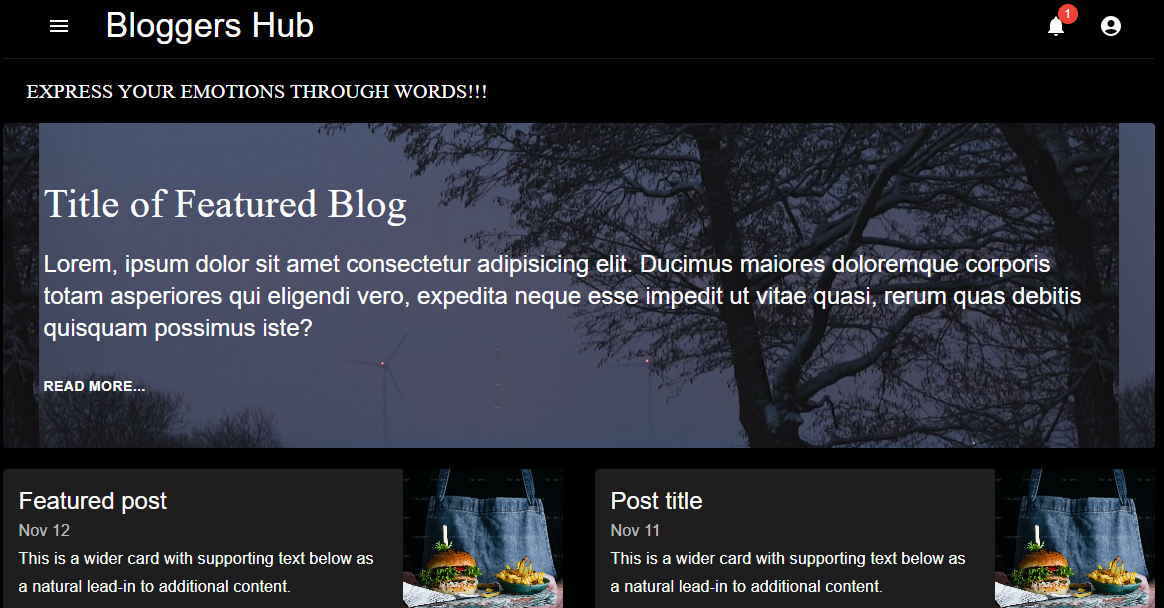 Bloggers Hub
1
EXPRESS YOUR EMOTIONS THROUGH WORDS!!!
Title of Featured Blog
Lorem, ipsum dolor sit amet consectetur adipisicing elit. Ducimus maiores doloremque corporis
totam asperiores qui eligendi vero, expedita neque esse impedit ut vitae quasi, rerum quas debitis
quisquam possimus iste?
READ MORE...
Featured post
Nov 12
This is a wider card with supporting text below as
a natural lead-in to additional content.
Post title
Nov 11
This is a wider card with supporting text below as
a natural lead-in to additional content.